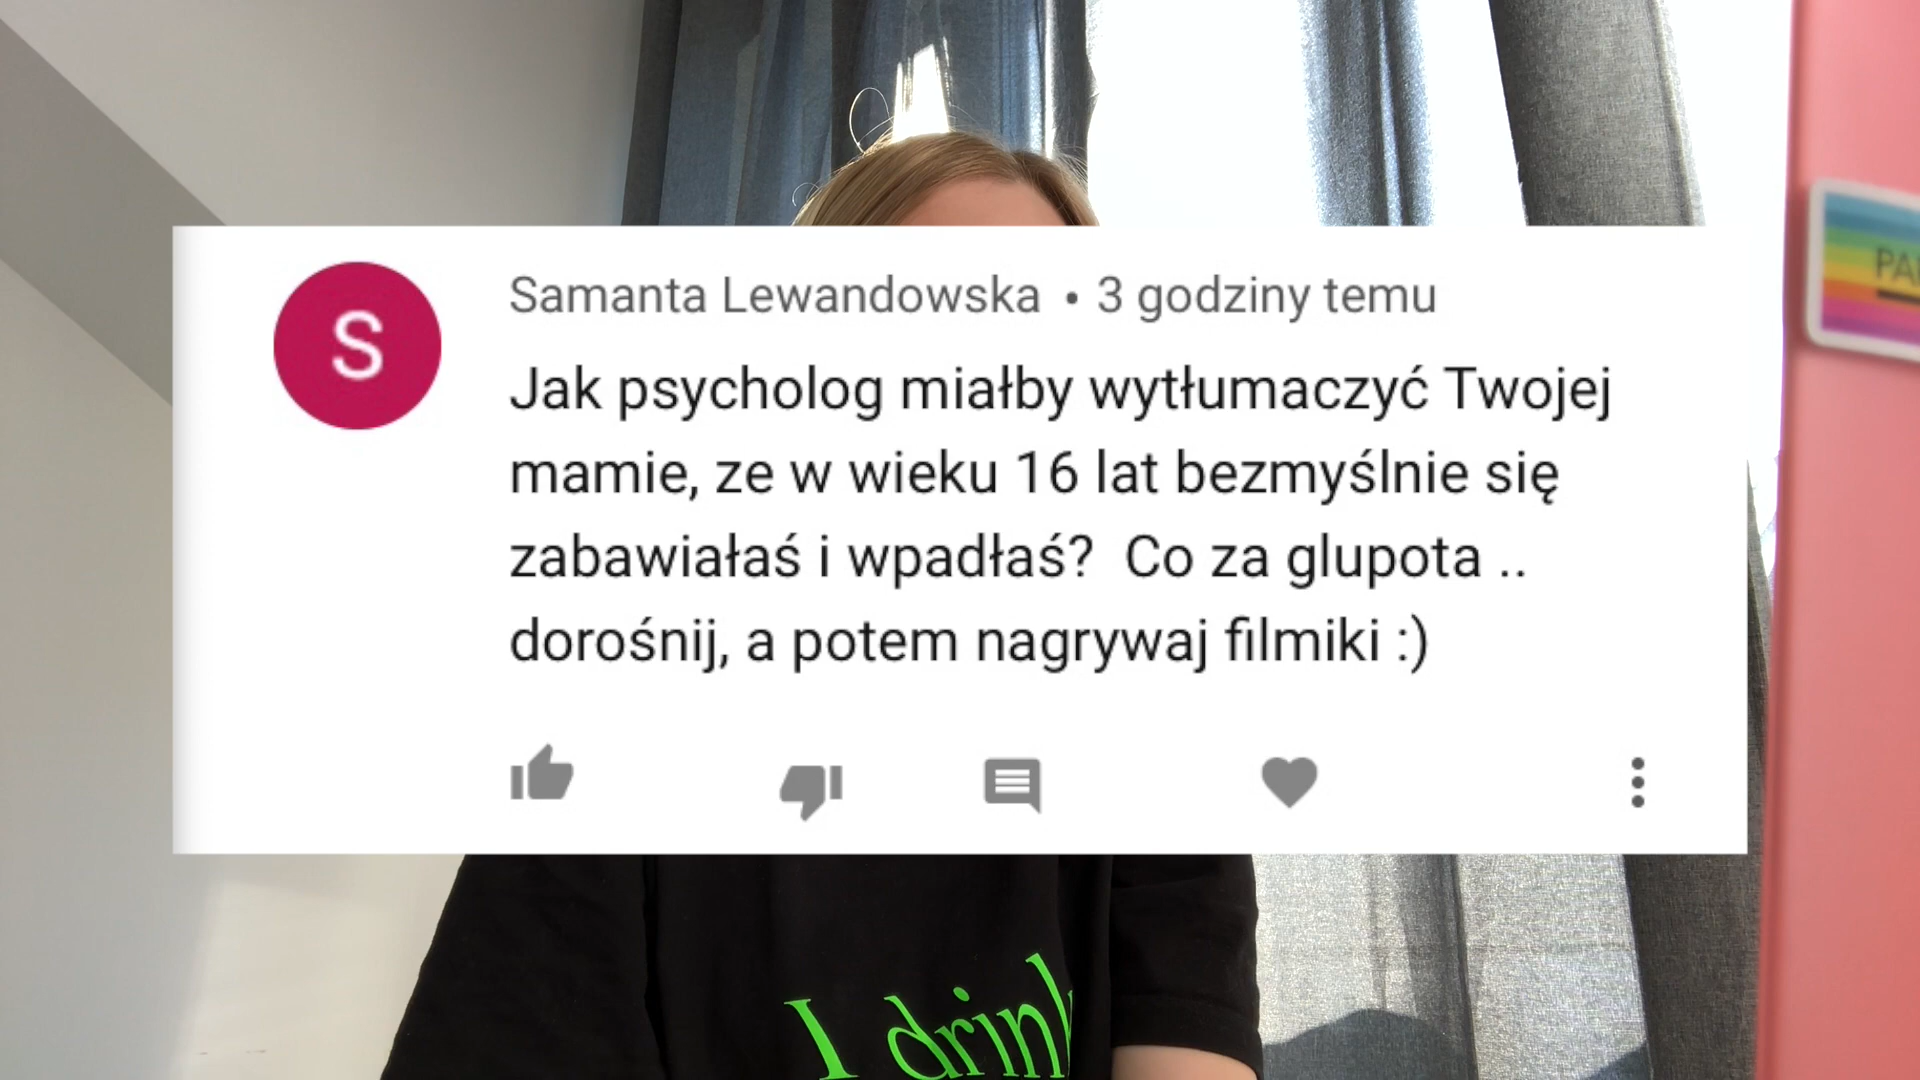 S
Samanta Lewandowska • 3 godziny temu
Jak psycholog miałby wytłumaczyć Twojej
mamie, ze w wieku 16 lat bezmyślnie się
zabawiałaś i wpadłaś?  Co za glupota ..
dorośnij, a potem nagrywaj filmiki :)
I drink